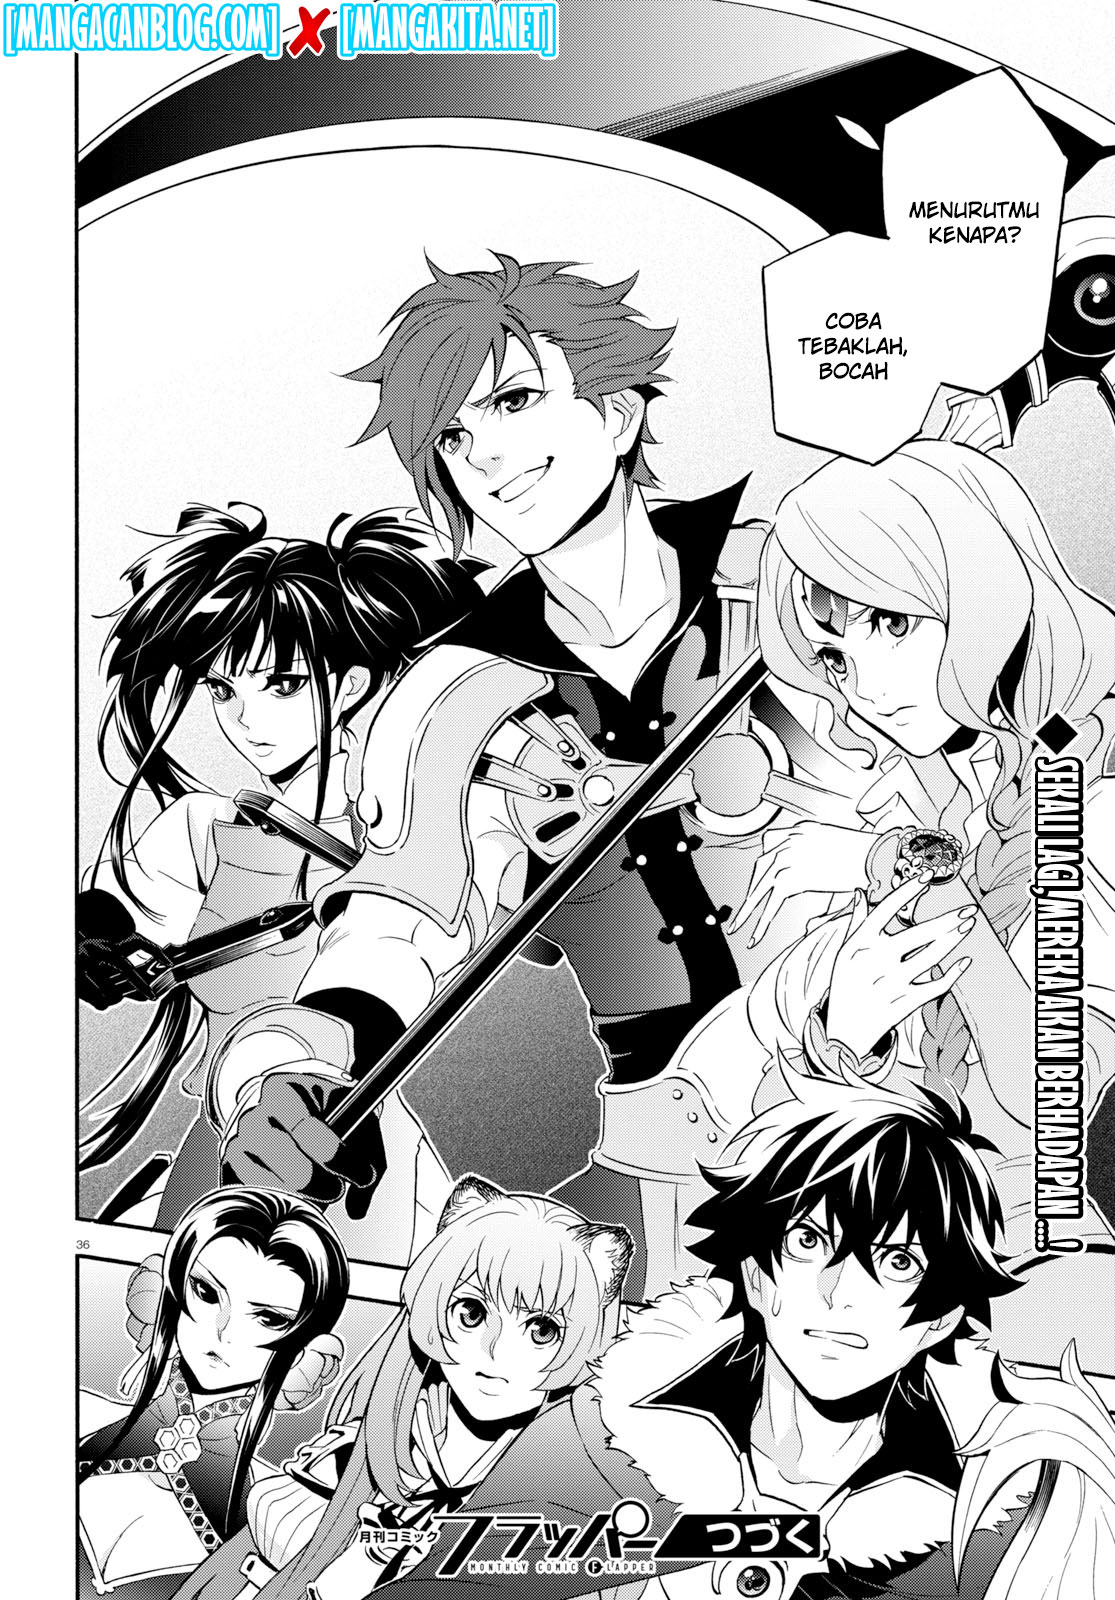 [MANGACANBLOG.COM] X [MANGAKITA.NET]
MENURUTMU
KENAPA?
COBA
TEBAKLAH,
BOCAH
SEKALI LAGI, MEREKA AKAN BERHADAPAN.....!
36
月刊コミック
フラッパー
つづく
MONTHLY COMIC FLAPPER